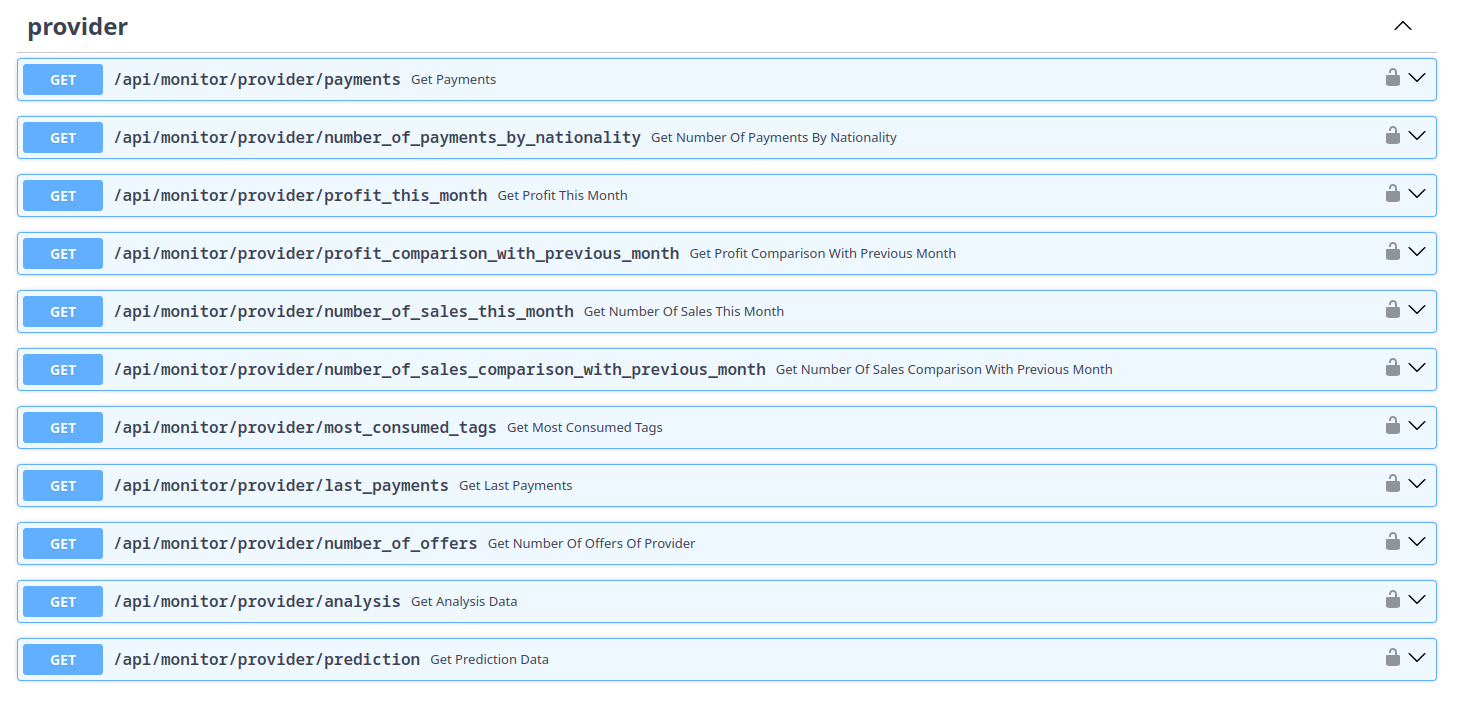 provider
GET /api/monitor/provider/payments Get Payments
GET /api/monitor/provider/number_of_payments_by_nationality Get Number Of Payments By Nationality
GET /api/monitor/provider/profit_this_month Get Profit This Month
GET /api/monitor/provider/profit_comparison_with_previous_month Get Profit Comparison With Previous Month
GET /api/monitor/provider/number_of_sales_this_month Get Number Of Sales This Month
GET /api/monitor/provider/number_of_sales_comparison_with_previous_month Get Number Of Sales Comparison With Previous Month
GET /api/monitor/provider/most_consumed_tags Get Most Consumed Tags
GET /api/monitor/provider/last_payments Get Last Payments
GET /api/monitor/provider/number_of_offers Get Number Of Offers Of Provider
GET /api/monitor/provider/analysis Get Analysis Data
GET /api/monitor/provider/prediction Get Prediction Data